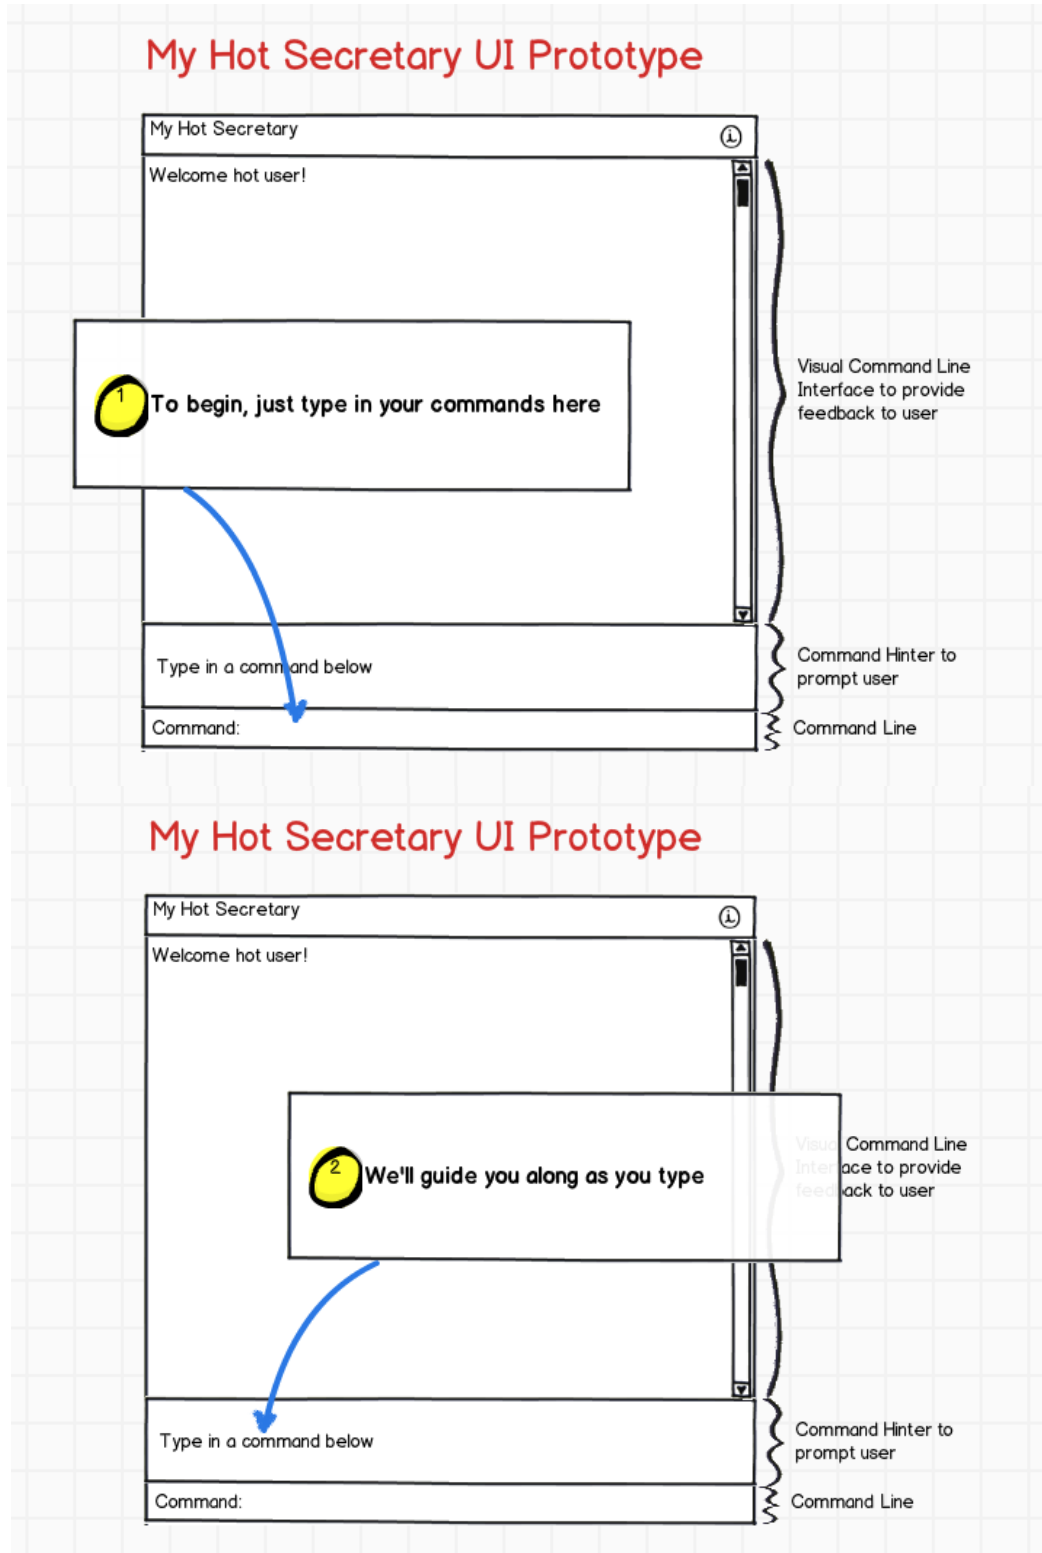 My Hot Secretary UI Prototype
My Hot Secretary
i
Welcome hot user!
1
To begin, just type in your commands here
Visual Command Line
Interface to provide
feedback to user
Type in a command below
Command Hinter to
prompt user
Command:
Command Line
My Hot Secretary UI Prototype
My Hot Secretary
i
Welcome hot user!
2
We'll guide you along as you type
Visual Command Line
Interface to provide
feedback to user
Type in a command below
Command Hinter to
prompt user
Command:
Command Line